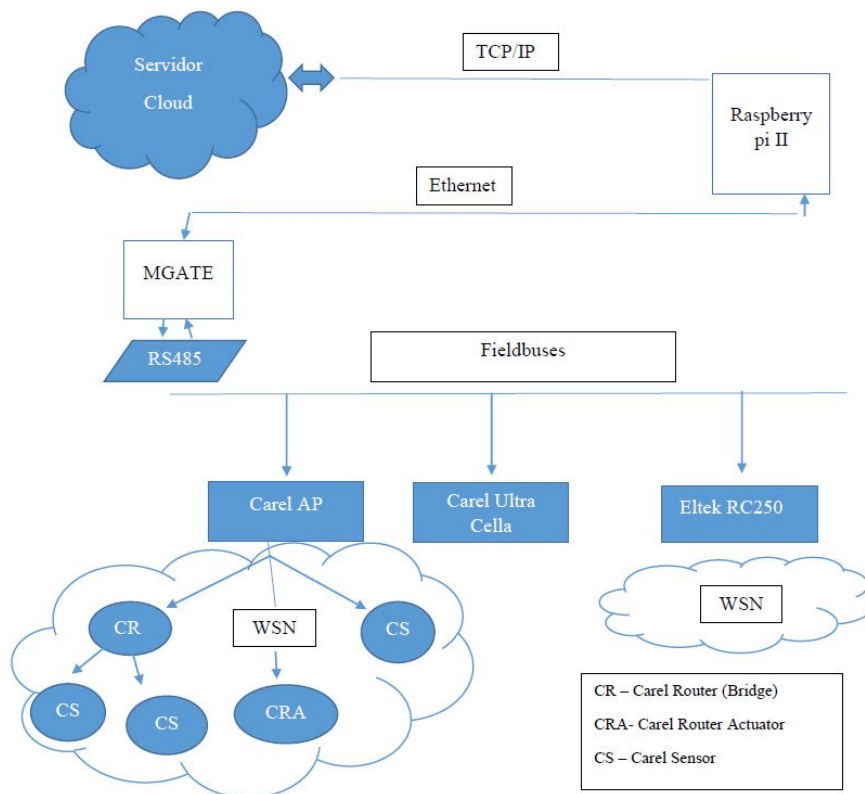 Servidor
Cloud
TCP/IP
Raspberry
pi II
Ethernet
MGATE
RS485
Fieldbuses
Carel AP
Carel Ultra
Cella
Eltek RC250
CR
WSN
CS
WSN
CS
CS
CRA
CR – Carel Router (Bridge)
CRA- Carel Router Actuator
CS – Carel Sensor